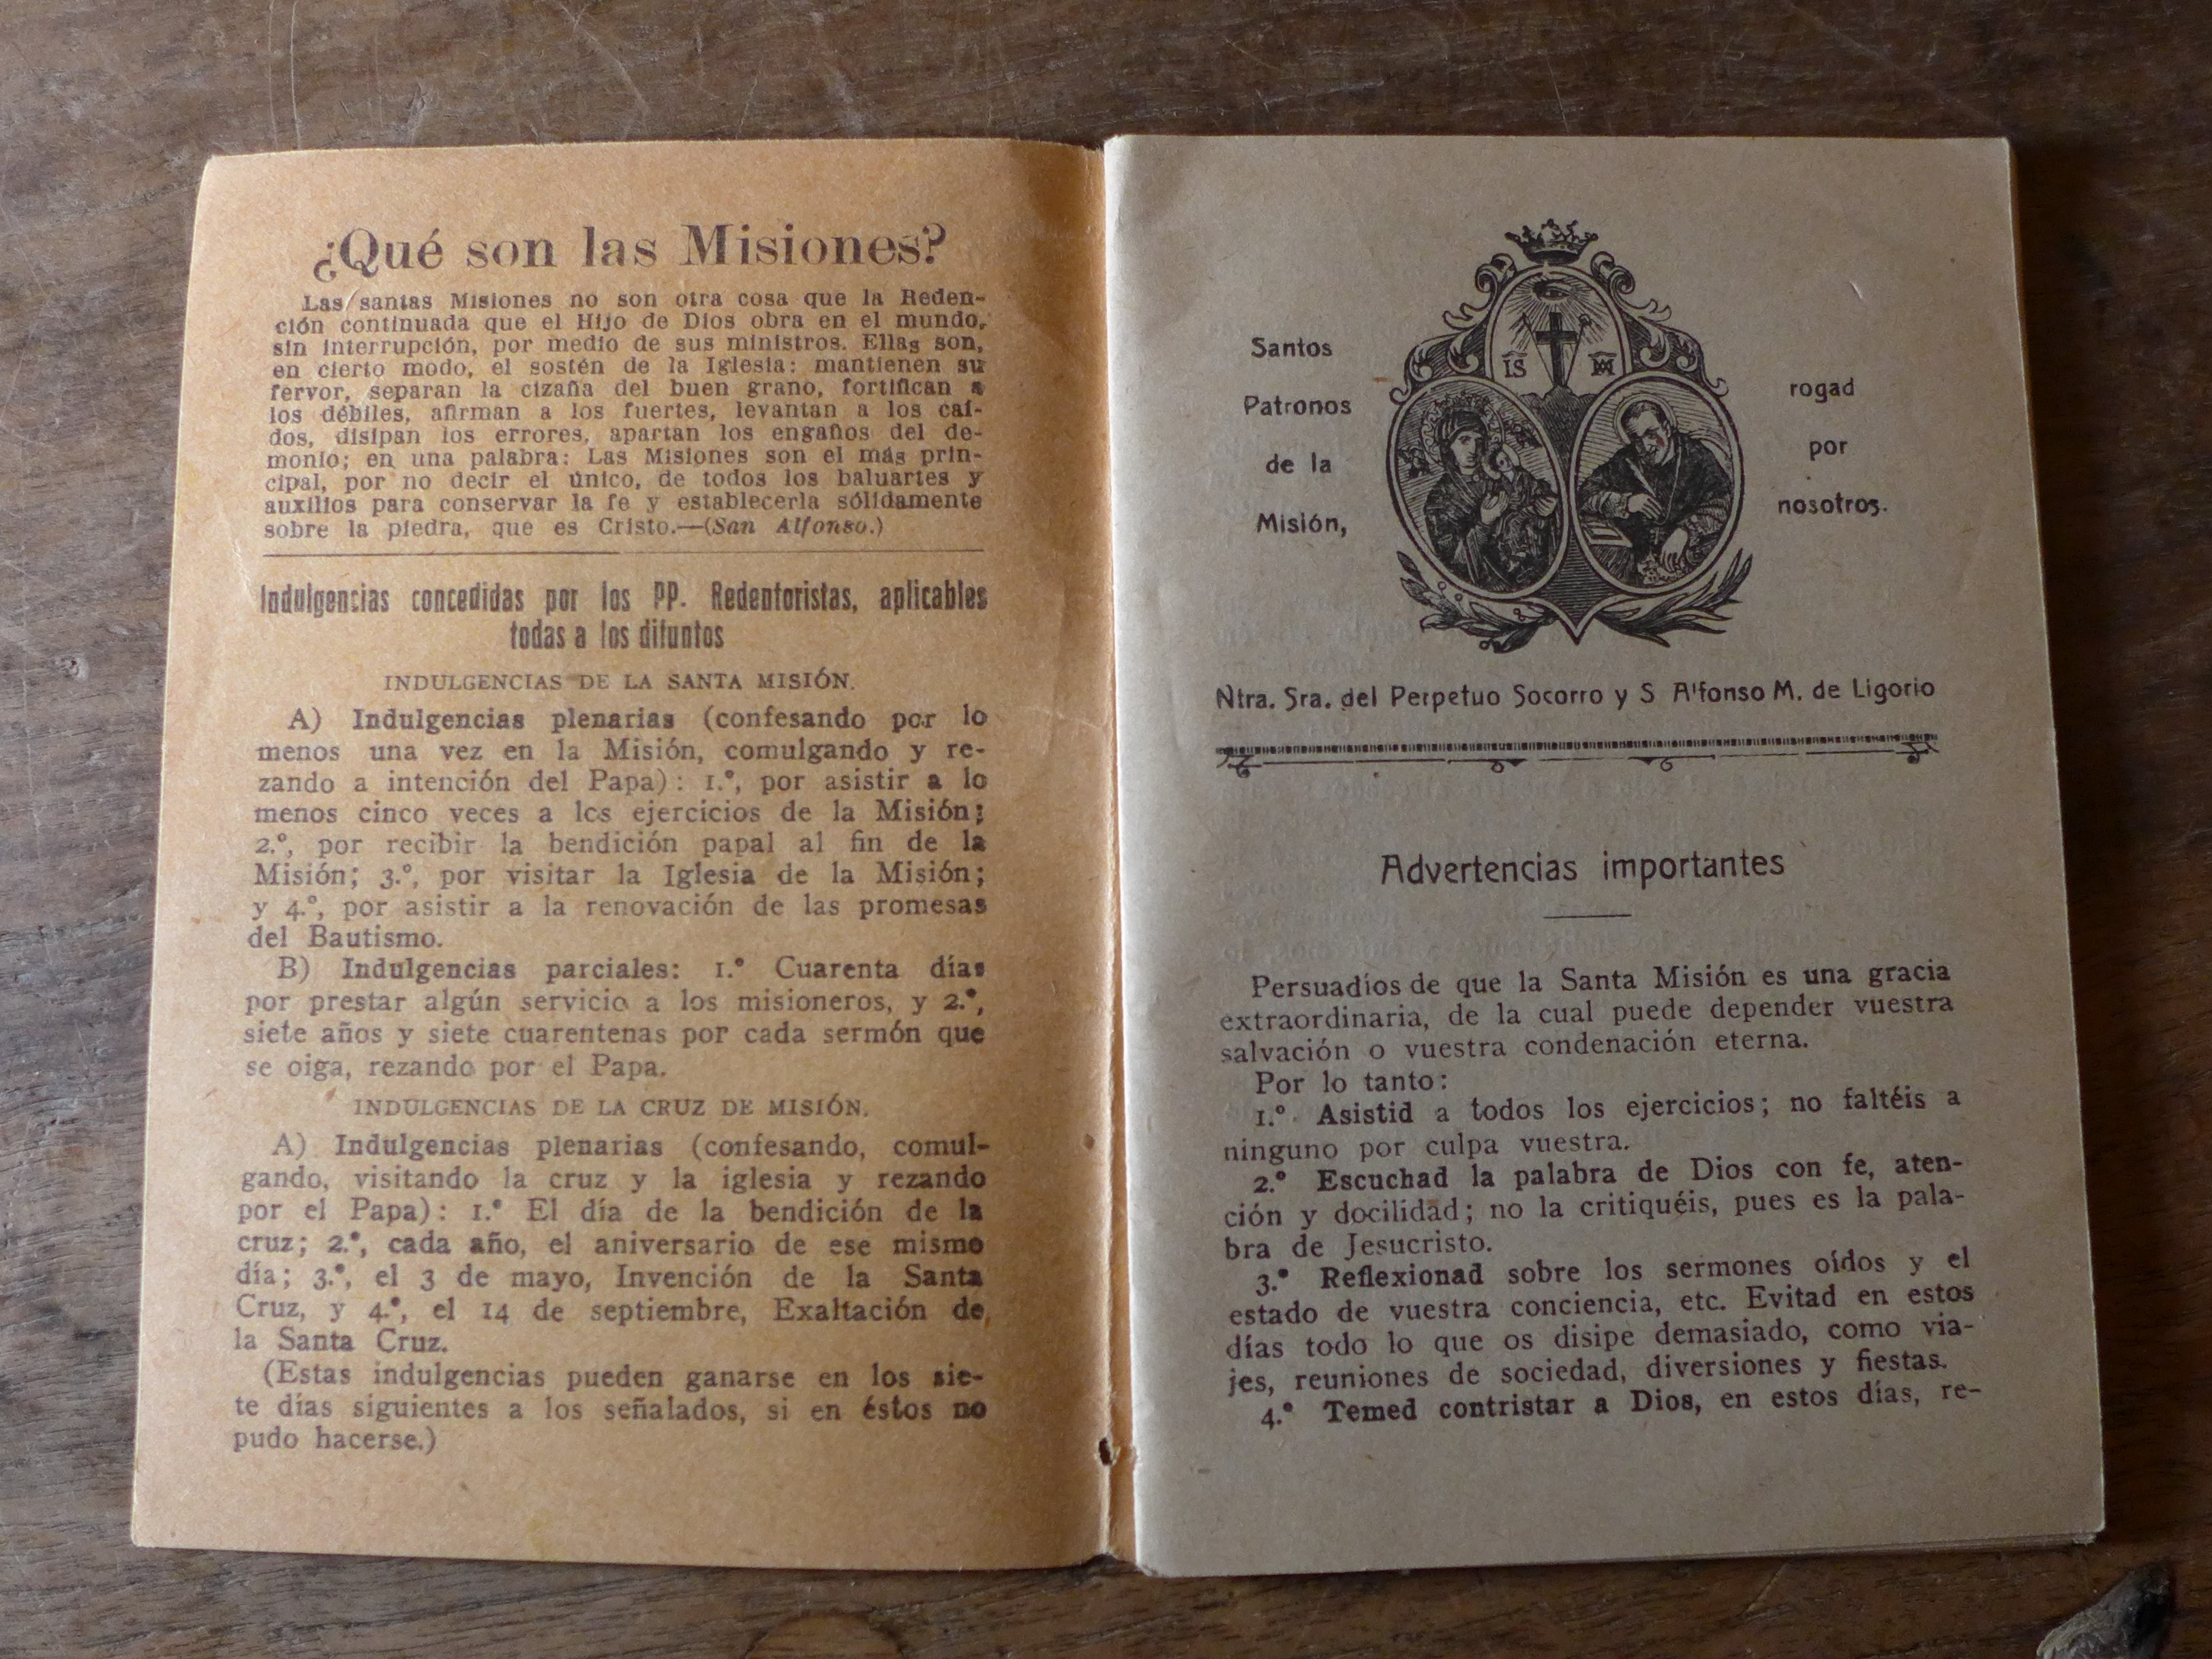 ¿Qué son las Misiones?
Las santas Misiones no son otra cosa que la Reden-
ción continuada que el Hijo de Dios obra en el mundo,
sin interrupción, por medio de sus ministros. Ellas son,
en cierto modo, el sostén de la Iglesia: mantienen su
fervor, separan la cizaña del buen grano, fortifican a
los débiles, afirman a los fuertes, levantan a los caí-
dos, disipan los errores, apartan los engaños del de-
monio; en una palabra: Las Misiones son el más prin-
cipal, por no decir el único, de todos los baluartes y
auxilios para conservar la fe y establecerla sólidamente
sobre la piedra, que es Cristo.—(San Alfonso.)
Indulgencias concedidas por los PP. Redentoristas, aplicables
todas a los difuntos
INDULGENCIAS DE LA SANTA MISIÓN.
A) Indulgencias plenarias (confesando por lo
menos una vez en la Misión, comulgando y re-
zando a intención del Papa): 1.º, por asistir a lo
menos cinco veces a los ejercicios de la Misión;
2.º, por recibir la bendición papal al fin de la
Misión; 3.º, por visitar la Iglesia de la Misión;
y 4.º, por asistir a la renovación de las promesas
del Bautismo.
B) Indulgencias parciales: 1.º Cuarenta días
por prestar algún servicio a los misioneros, y 2.º,
siete años y siete cuarentenas por cada sermón que
se oiga, rezando por el Papa.
INDULGENCIAS DE LA CRUZ DE MISIÓN.
A) Indulgencias plenarias (confesando, comul-
gando, visitando la cruz y la iglesia y rezando
por el Papa): 1.º El día de la bendición de la
cruz; 2.º, cada año, el aniversario de ese mismo
día; 3.º, el 3 de mayo, Invención de la Santa
Cruz, y 4.º, el 14 de septiembre, Exaltación de
la Santa Cruz.
(Estas indulgencias pueden ganarse en los sie-
te días siguientes a los señalados, si en éstos no
pudo hacerse.)
Santos
Patronos
de la
Misión,
IS
rogad
por
nosotros.
Ntra. Sra. del Perpetuo Socorro y S A'fonso M. de Ligorio
Advertencias importantes
Persuadíos de que la Santa Misión es una gracia
extraordinaria, de la cual puede depender vuestra
salvación o vuestra condenación eterna.
Por lo tanto:
1.º Asistid a todos los ejercicios; no faltéis a
ninguno por culpa vuestra.
2.º Escuchad la palabra de Dios con fe, aten-
ción y docilidad; no la critiquéis, pues es la pala-
bra de Jesucristo.
3.º Reflexionad sobre los sermones oídos y el
estado de vuestra conciencia, etc. Evitad en estos
días todo lo que os disipe demasiado, como via-
jes, reuniones de sociedad, diversiones y fiestas.
4.º Temed contristar a Dios, en estos días, re-